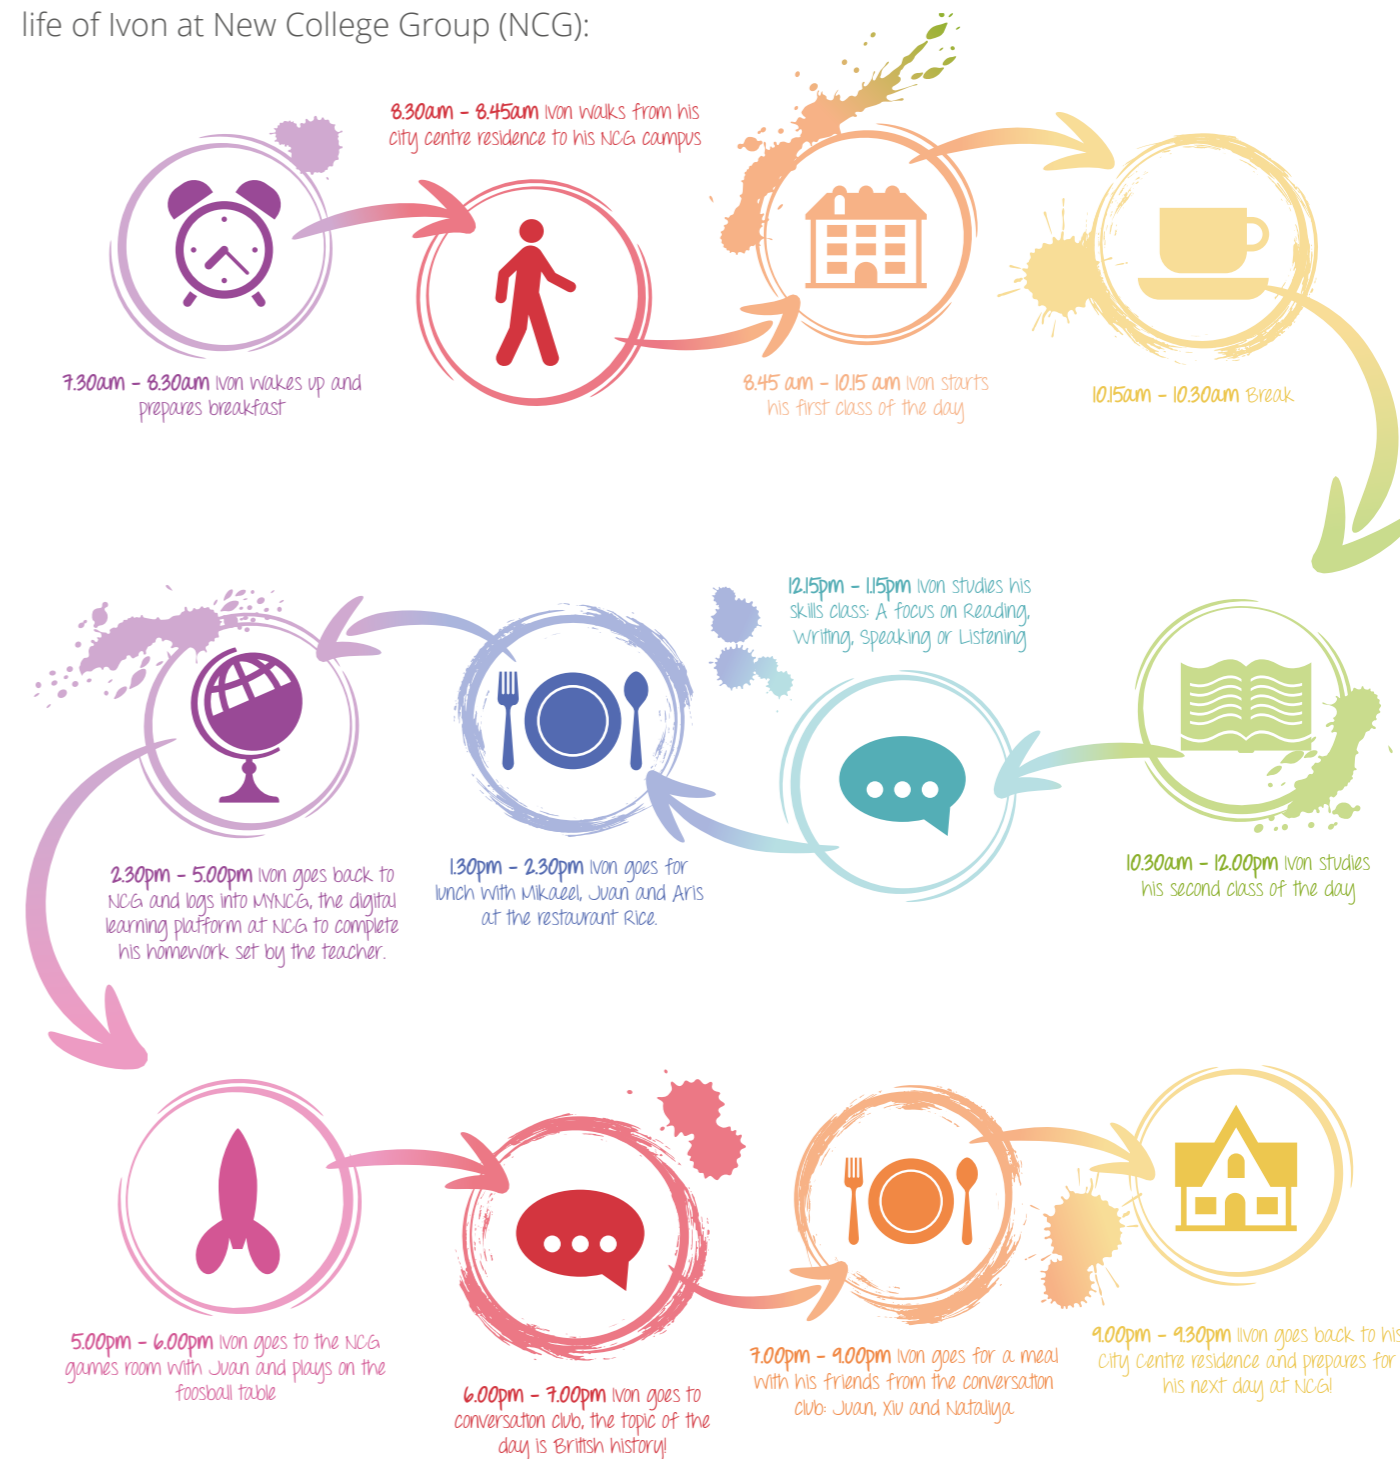 life of Ivon at New College Group (NCG):
8.30am - 8.45am Ivon walks from his
city centre residence to his NCG campus
7.30am - 8.30am Ivon wakes up and
prepares breakfast
8.45 am - 10.15 am Ivon starts
his first class of the day
10.15am - 10.30am Break
12.15pm - 1.15pm Ivon studies his
skills class: A focus on Reading,
Writing, Speaking or Listening
10.30am - 12.00pm Ivon studies
his second class of the day
1.30pm - 2.30pm Ivon goes for
lunch with Mikaeel, Juan and Aris
at the restaurant Rice.
2.30pm - 5.00pm Ivon goes back to
NCG and logs into MYNCG, the digital
learning platform at NCG to complete
his homework set by the teacher.
5.00pm - 6.00pm Ivon goes to the NCG
games room with Juan and plays on the
foosball table
6.00pm - 7.00pm Ivon goes to
conversation club, the topic of the
day is British history!
7.00pm - 9.00pm Ivon goes for a meal
with his friends from the conversation
club: Juan, Xiu and Nataliya
9.00pm - 9.30pm Iivon goes back to his
City Centre residence and prepares for
his next day at NCG!